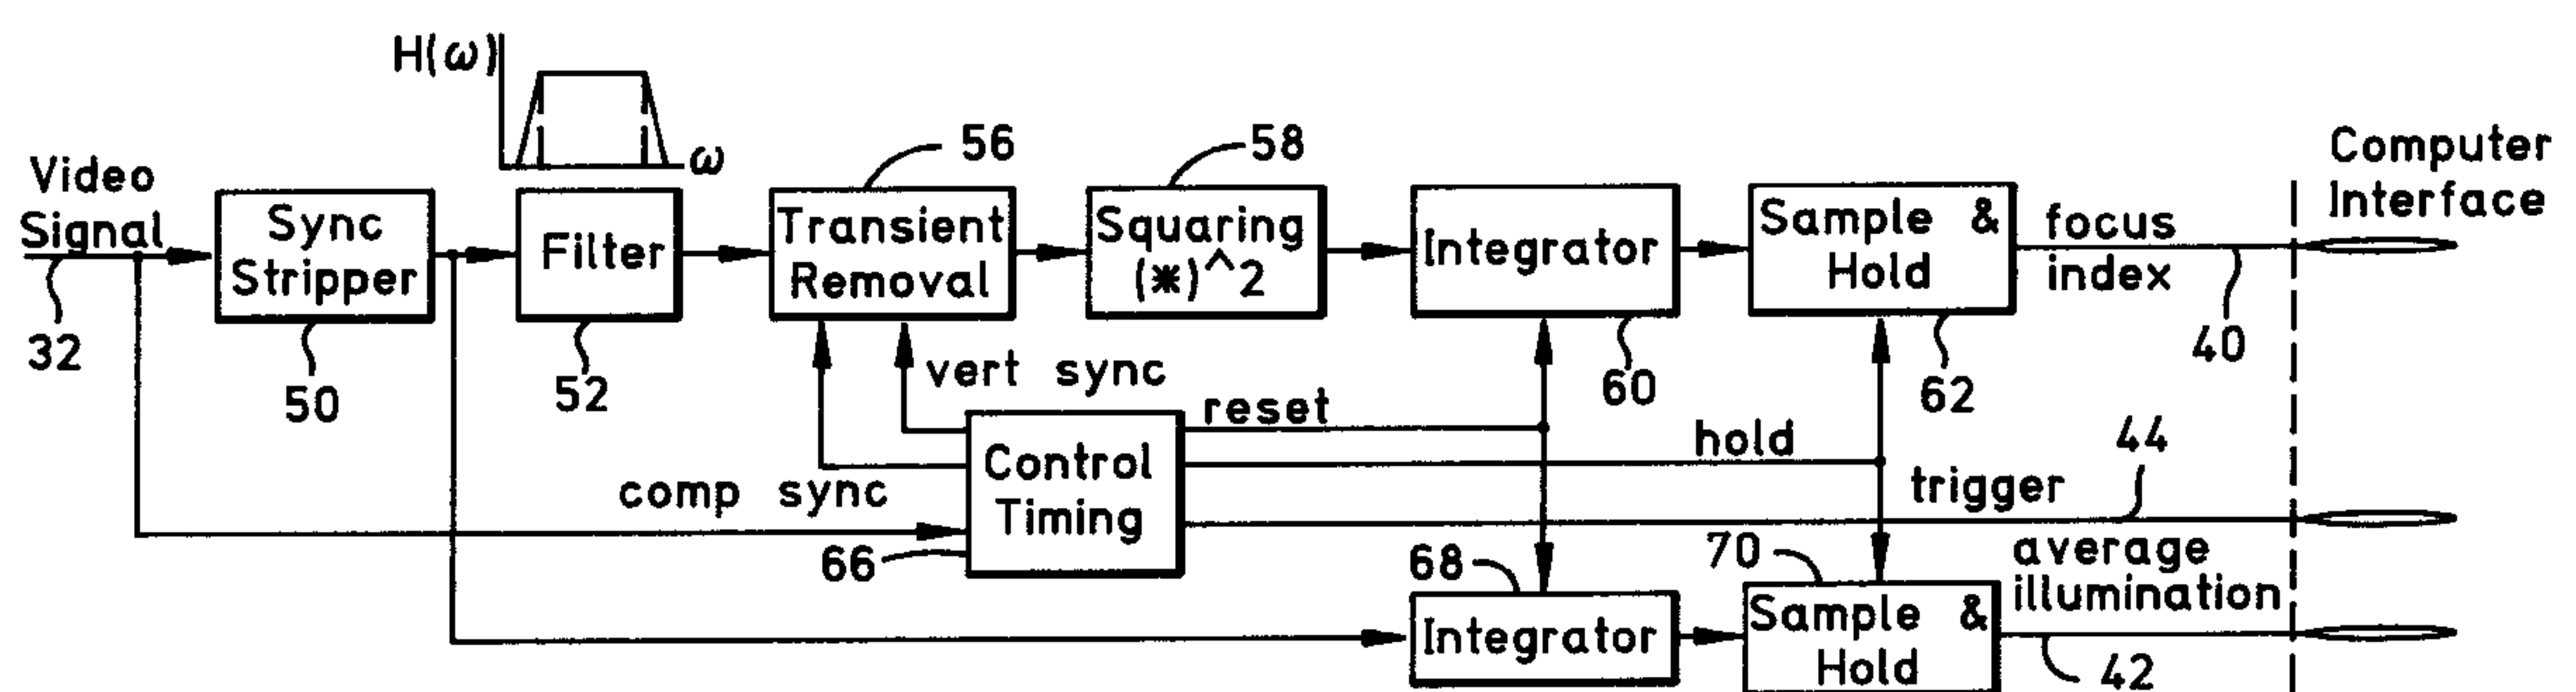 H(ω)
ω
Video
Signal
32
Sync
Stripper
50
Filter
52
56
Transient
Removal
58
Squaring
(*)^2
Integrator
60
Sample &
Hold
62
focus
index
40
Computer
Interface
vert sync
comp sync
Control
Timing
66
reset
hold
trigger
44
68
Integrator
70
Sample &
Hold
average
illumination
42